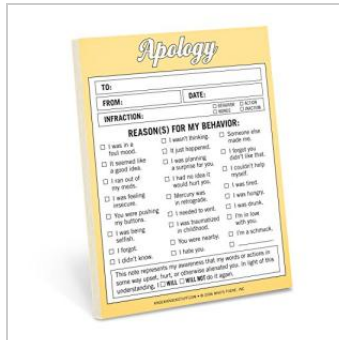 Apology
TO:
FROM:
DATE:
INFRACTION:
☐ BEHAVIOR ☐ ACTION
☐ WORDS ☐ INACTION
REASON(S) FOR MY BEHAVIOR:
☐ I was in a
foul mood.
☐ It seemed like
a good idea.
☐ I ran out of
my meds.
☐ I was feeling
insecure.
☐ You were pushing
my buttons.
☐ I was being
selfish.
☐ I forgot.
☐ I didn't know.
☐ I wasn't thinking.
☐ It just happened.
☐ I was planning
a surprise for you.
☐ I had no idea it
would hurt you.
☐ Mercury was
in retrograde.
☐ I needed to vent.
☐ I was traumatized
in childhood.
☐ You were nearby.
☐ I hate you.
☐ Someone else
made me.
☐ I forgot you
didn't like that.
☐ I couldn't help
myself.
☐ I was tired.
☐ I was hungry.
☐ I was drunk.
☐ I'm in love
with you.
☐ I'm a schmuck.
☐
This note represents my awareness that my words or actions in
some way upset, hurt, or otherwise alienated you. In light of this
understanding, I ☐ WILL ☐ WILL NOT do it again.